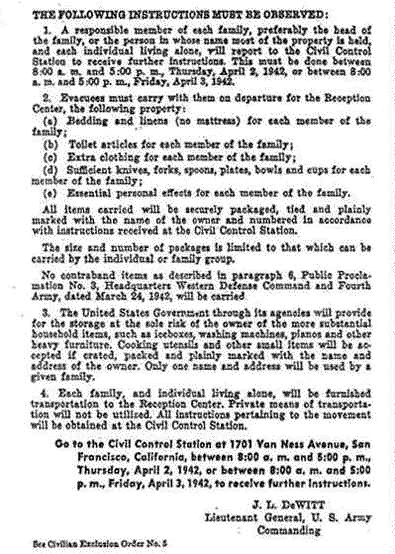 THE FOLLOWING INSTRUCTIONS MUST BE OBSERVED:
1. A responsible member of each family, preferably the head of
the family, or the person in whose name most of the property is held,
and each individual living alone, will report to the Civil Control
Station to receive further instructions. This must be done between
8:00 a. m. and 5:00 p. m., Thursday, April 2, 1942, or between 8:00
a. m. and 5:00 p. m., Friday, April 3, 1942.
2. Evacuees must carry with them on departure for the Reception
Center, the following property:
(a) Bedding and linens (no mattress) for each member of the
family;
(b) Toilet articles for each member of the family;
(c) Extra clothing for each member of the family;
(d) Sufficient knives, forks, spoons, plates, bowls and cups for each
member of the family;
(e) Essential personal effects for each member of the family.
All items carried will be securely packaged, tied and plainly
marked with the name of the owner and numbered in accordance
with instructions received at the Civil Control Station.
The size and number of packages is limited to that which can be
carried by the individual or family group.
No contraband items as described in paragraph 6, Public Procla-
mation No. 3, Headquarters Western Defense Command and Fourth
Army, dated March 24, 1942, will be carried
3. The United States Government through its agencies will provide
for the storage at the sole risk of the owner of the more substantial
household items, such as iceboxes, washing machines, pianos and other
heavy furniture. Cooking utensils and other small items will be ac-
cepted if crated, packed and plainly marked with the name and
address of the owner. Only one name and address will be used by a
given family.
4. Each family, and individual living alone, will be furnished
transportation to the Reception Center. Private means of transporta-
tion will not be utilized. All instructions pertaining to the movement
will be obtained at the Civil Control Station.
Go to the Civil Control Station at 1701 Van Ness Avenue, San
Francisco, California, between 8:00 a. m. and 5:00 p. m.,
Thursday, April 2, 1942, or between 8:00 a. m. and 5:00
p. m., Friday, April 3, 1942, to receive further instructions.
J. L. DeWITT
Lieutenant General, U. S. Army
Commanding
See Civilian Exclusion Order No. 5